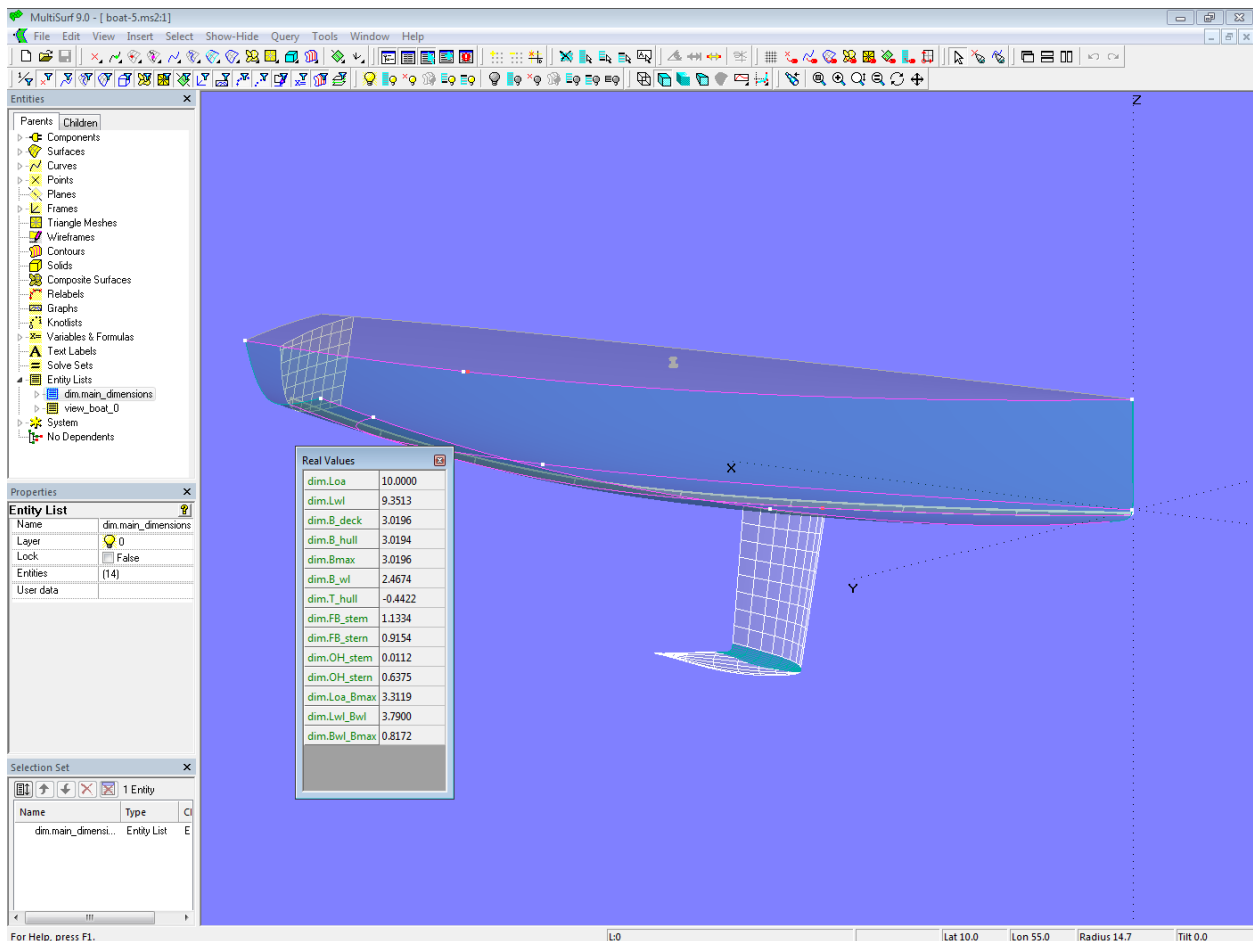 MultiSurf 9.0 - [ boat-5.ms2:1]
File Edit View Insert Select Show-Hide Query Tools Window Help
Entities
Parents Children
Components
Surfaces
Curves
Points
Planes
Frames
Triangle Meshes
Wireframes
Contours
Solids
Composite Surfaces
Relabels
Graphs
Knotlists
Variables & Formulas
Text Labels
Solve Sets
Entity Lists
dim.main_dimensions
view_boat_0
System
No Dependents
Properties
Entity List
Name dim.main_dimensions
Layer 0
Lock False
Entities {14}
User data
Selection Set
1 Entity
Name Type Cl
dim.main_dimensi... Entity List E
Z
X
Y
Real Values
dim.Loa 10.0000
dim.Lwl 9.3513
dim.B_deck 3.0196
dim.B_hull 3.0194
dim.Bmax 3.0196
dim.B_wl 2.4674
dim.T_hull -0.4422
dim.FB_stem 1.1334
dim.FB_stern 0.9154
dim.OH_stem 0.0112
dim.OH_stern 0.6375
dim.Loa_Bmax 3.3119
dim.Lwl_Bwl 3.7900
dim.Bwl_Bmax 0.8172
For Help, press F1. L:0 Lat 10.0 Lon 55.0 Radius 14.7 Tilt 0.0